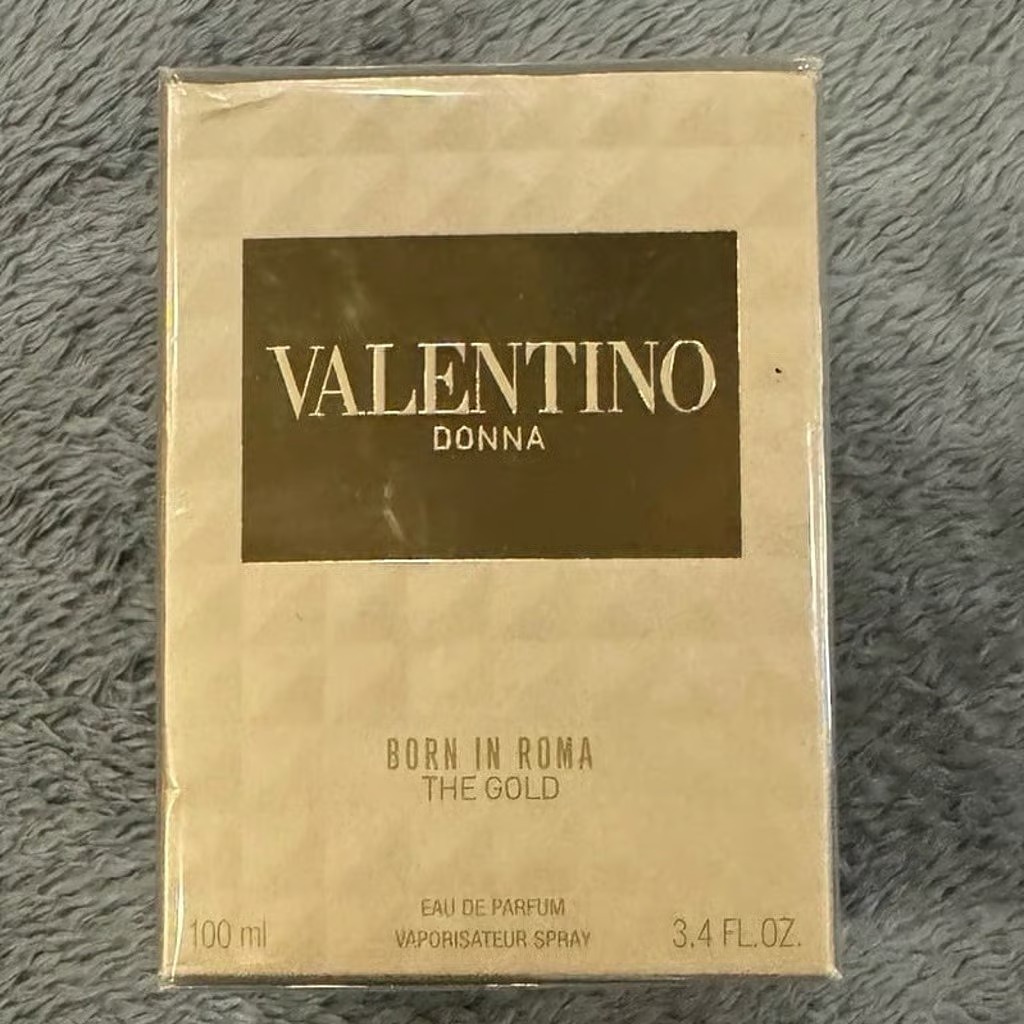 VALENTINO
DONNA
BORN IN ROMA
THE GOLD
EAU DE PARFUM
100 ml VAPORISATEUR SPRAY 3.4 FL.OZ.